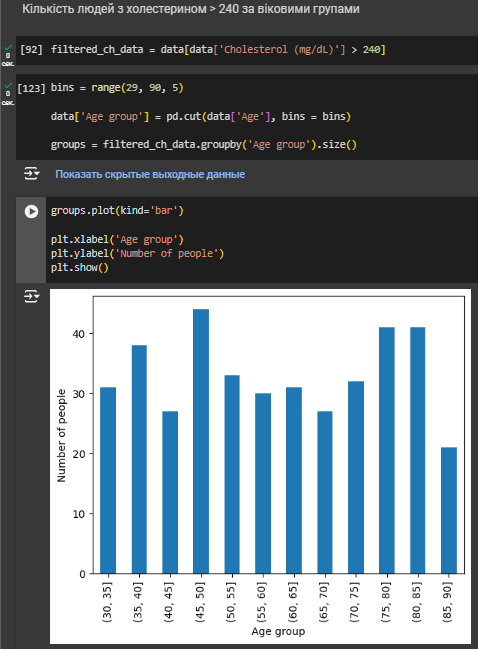 Кількість людей з холестерином > 240 за віковими групами
0
сек.
[92] filtered_ch_data = data[data['Cholesterol (mg/dL)'] > 240]
0
сек.
[123] bins = range(29, 90, 5)
data['Age group'] = pd.cut(data['Age'], bins = bins)
groups = filtered_ch_data.groupby('Age group').size()
Показать скрытые выходные данные
groups.plot(kind='bar')
plt.xlabel('Age group')
plt.ylabel('Number of people')
plt.show()
40
30
20
10
0
Number of people
(30, 35]
(35, 40]
(40, 45]
(45, 50]
(50, 55]
(55, 60]
(60, 65]
(65, 70]
(70, 75]
(75, 80]
(80, 85]
(85, 90]
Age group